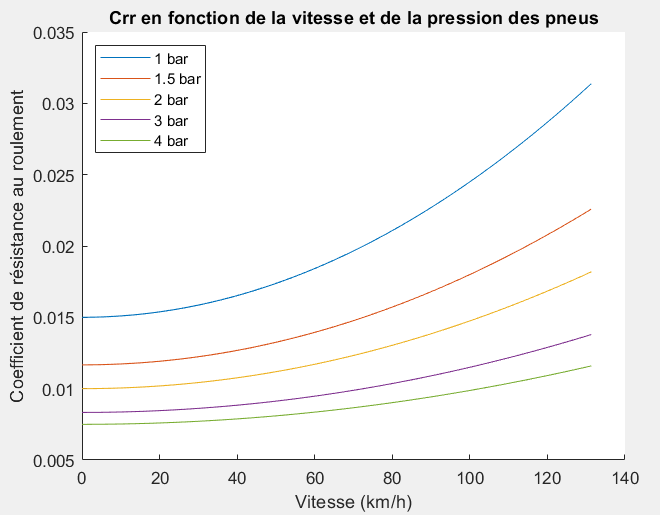 Crr en fonction de la vitesse et de la pression des pneus
0.035
0.03
0.025
0.02
0.015
0.01
0.005
Coefficient de résistance au roulement
1 bar
1.5 bar
2 bar
3 bar
4 bar
0 20 40 60 80 100 120 140
Vitesse (km/h)